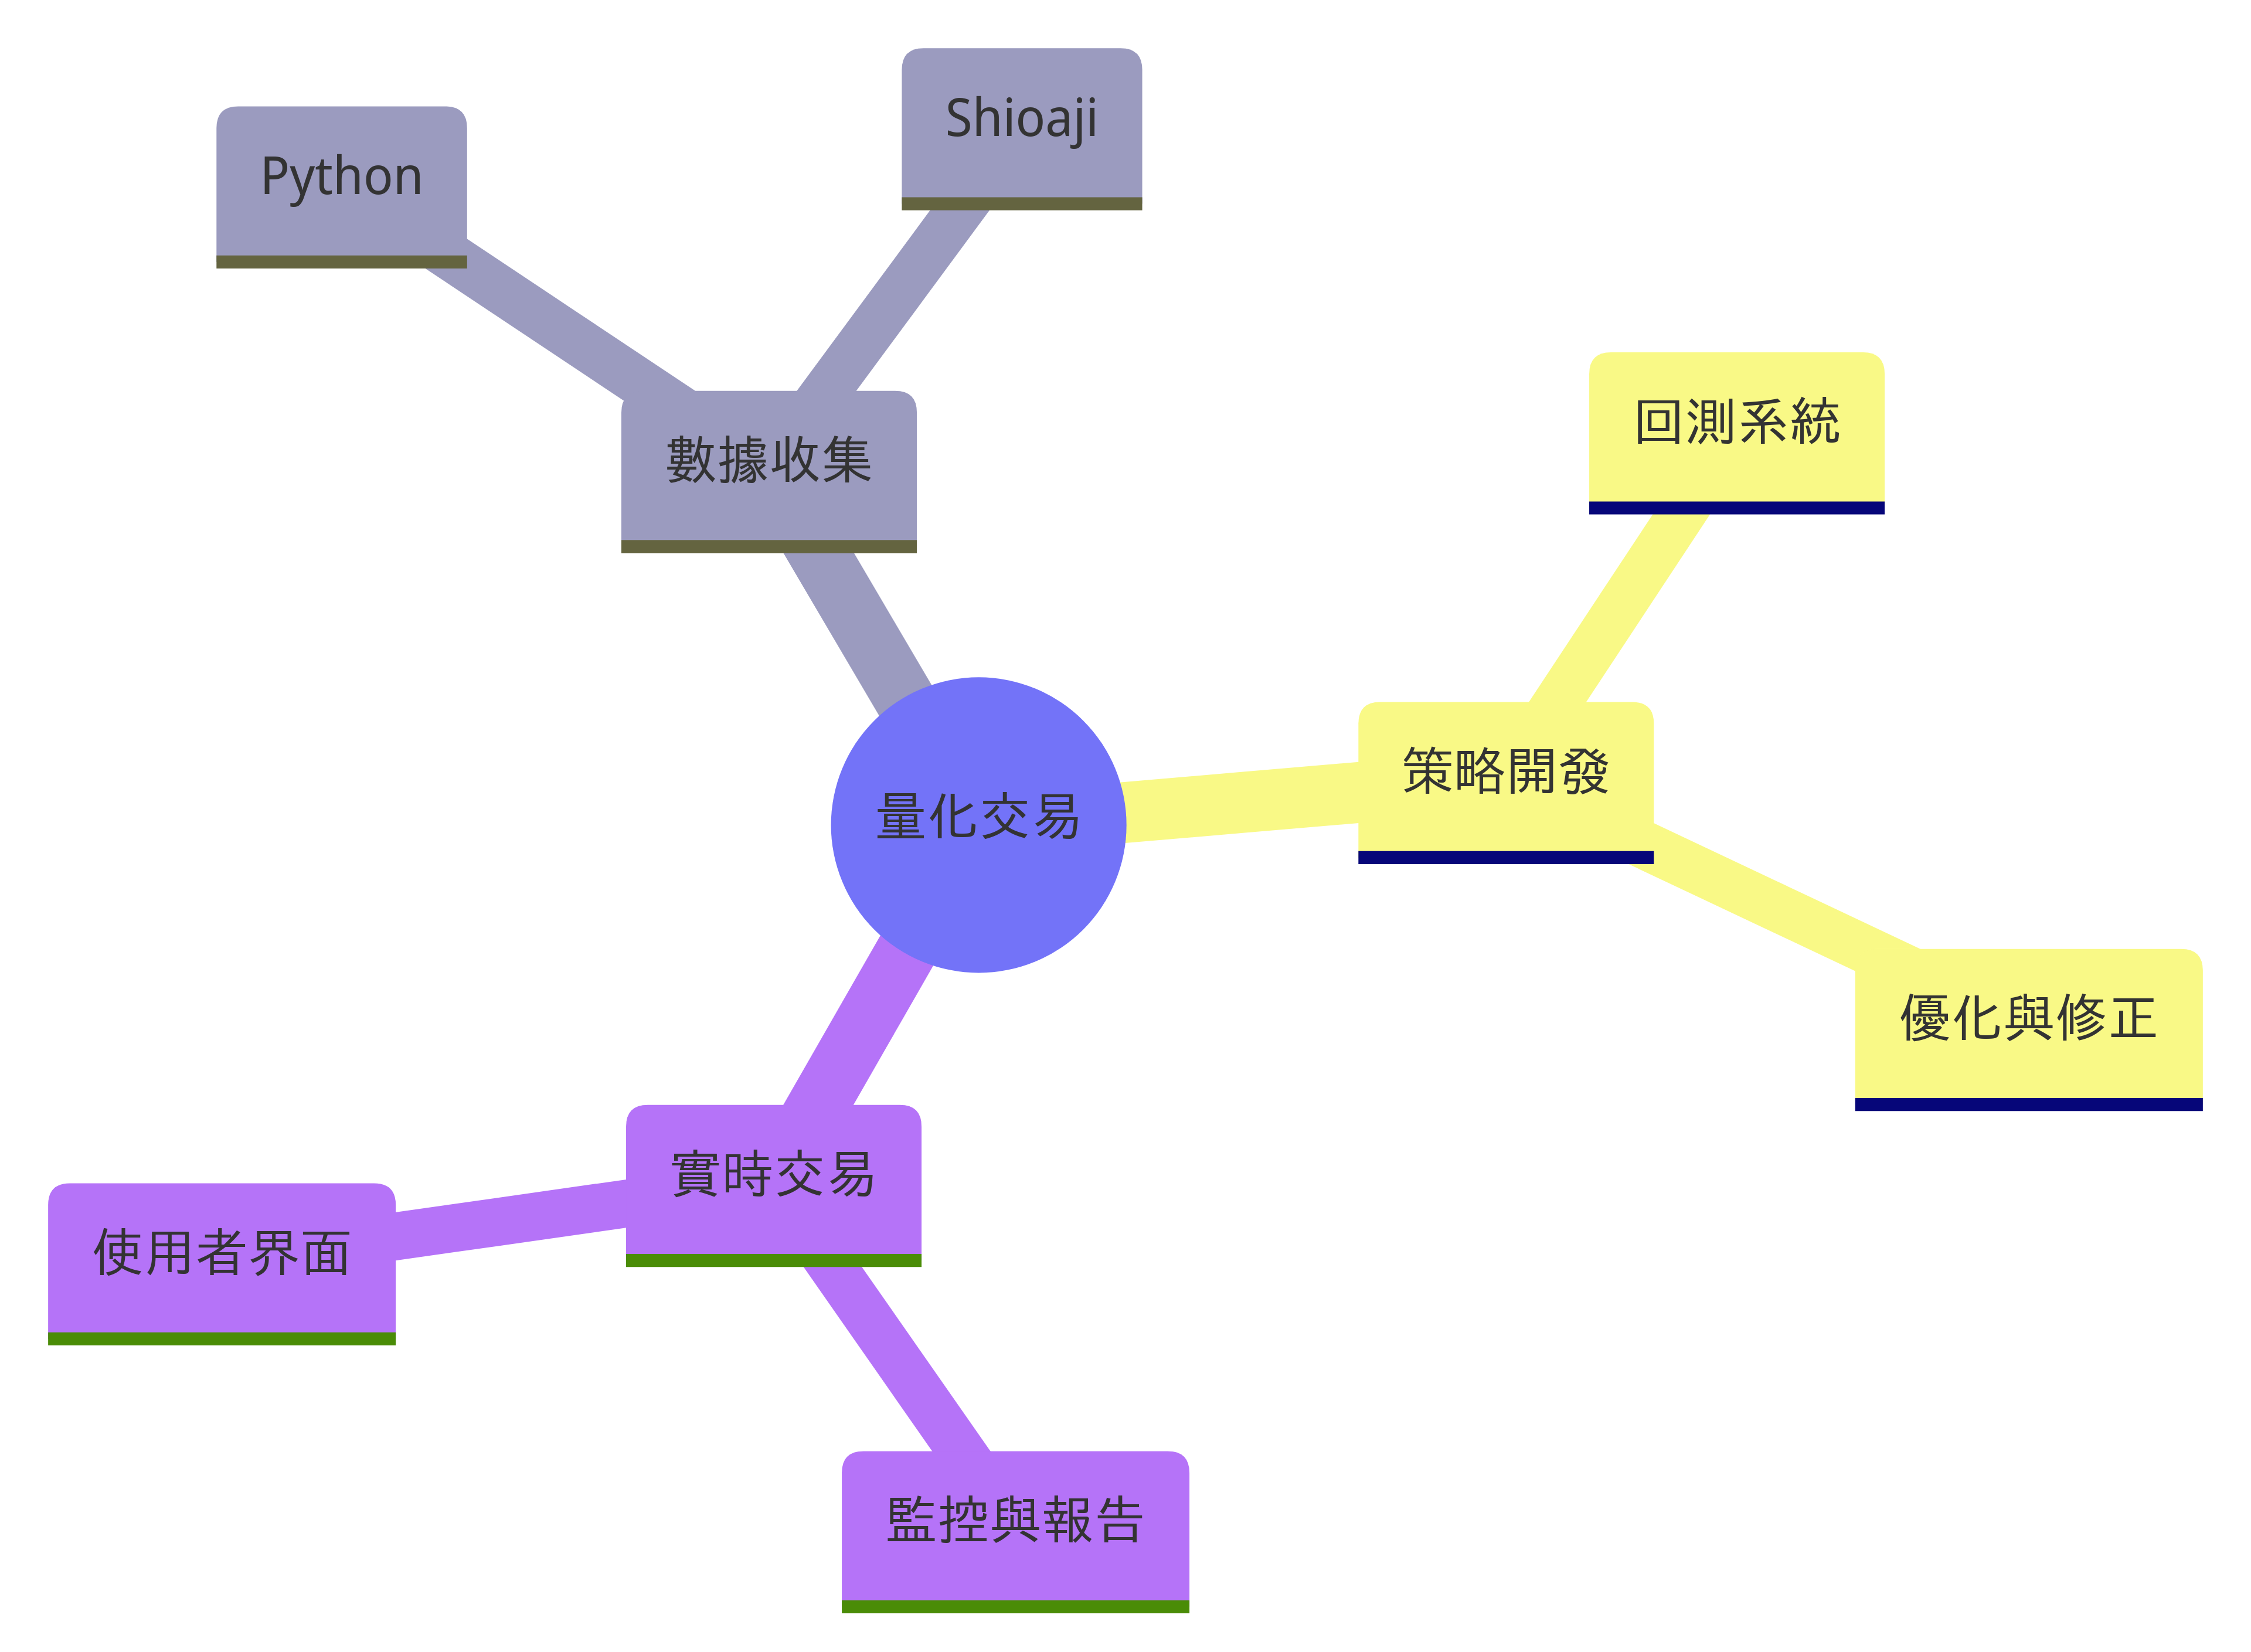 Shioaji
Python
數據收集
回測系統
策略開發
量化交易
優化與修正
實時交易
使用者界面
監控與報告